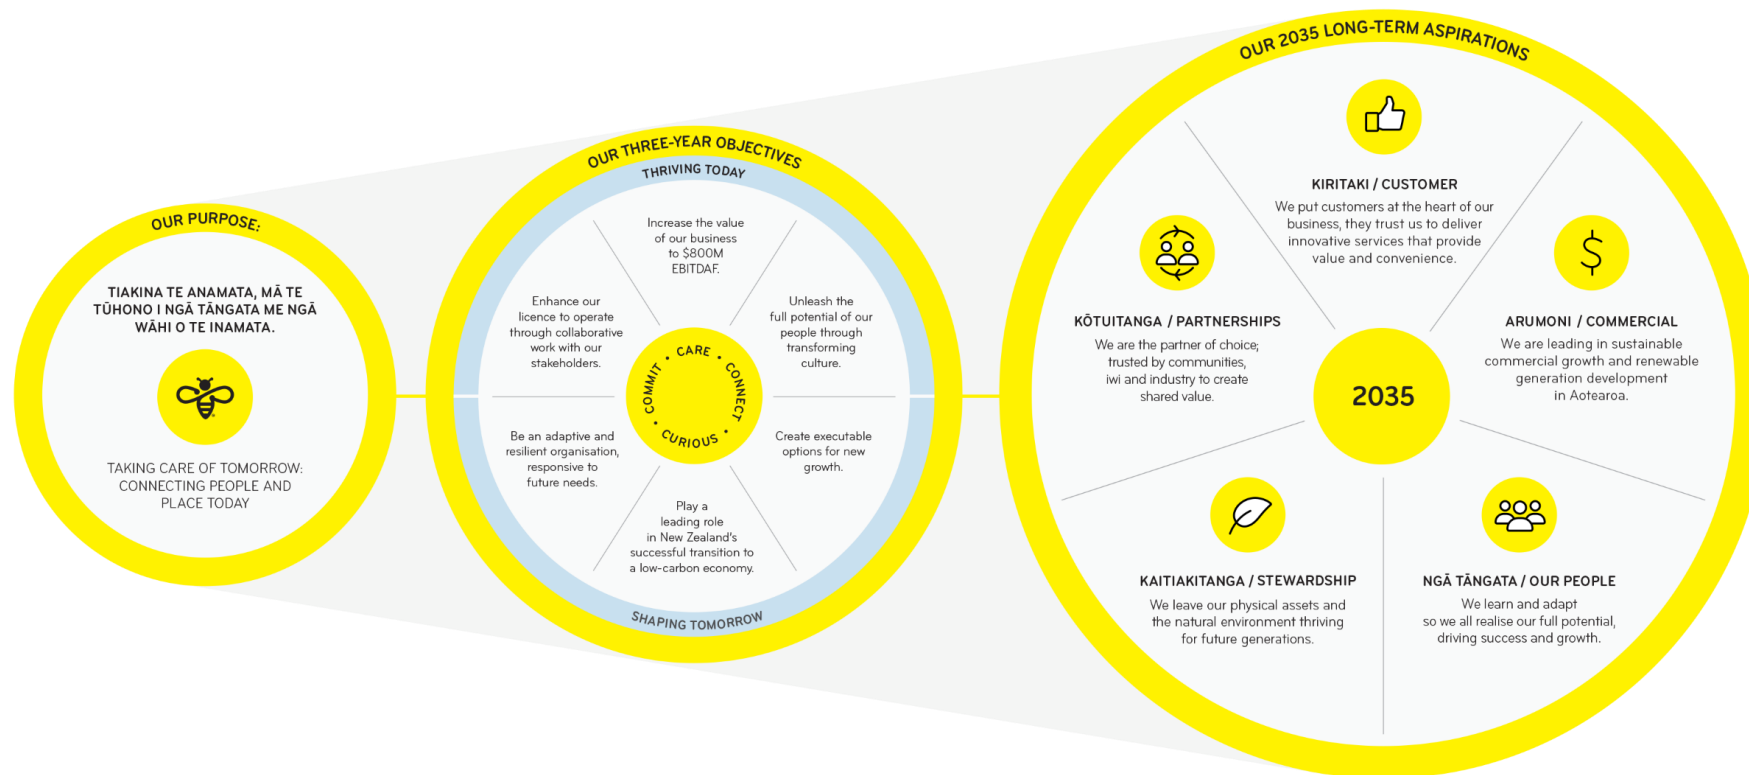 OUR PURPOSE:
TIAKINA TE ANAMATA, MĀ TE
TŪHONO I NGĀ TĀNGATA ME NGĀ
WĀHI O TE INAMATA.
TAKING CARE OF TOMORROW:
CONNECTING PEOPLE AND
PLACE TODAY
OUR THREE-YEAR OBJECTIVES
THRIVING TODAY
Increase the value
of our business
to $800M
EBITDAF.
Enhance our
licence to operate
through collaborative
work with our
stakeholders.
Unleash the
full potential of our
people through
transforming
culture.
COMMIT • CARE • CONNECT • CURIOUS •
Be an adaptive and
resilient organisation,
responsive to
future needs.
Create executable
options for new
growth.
Play a
leading role
in New Zealand's
successful transition to
a low-carbon economy.
SHAPING TOMORROW
OUR 2035 LONG-TERM ASPIRATIONS
KIRITAKI / CUSTOMER
We put customers at the heart of our
business, they trust us to deliver
innovative services that provide
value and convenience.
KŌTUITANGA / PARTNERSHIPS
We are the partner of choice;
trusted by communities,
iwi and industry to create
shared value.
ARUMONI / COMMERCIAL
We are leading in sustainable
commercial growth and renewable
generation development
in Aotearoa.
2035
KAITIAKITANGA / STEWARDSHIP
We leave our physical assets and
the natural environment thriving
for future generations.
NGĀ TĀNGATA / OUR PEOPLE
We learn and adapt
so we all realise our full potential,
driving success and growth.